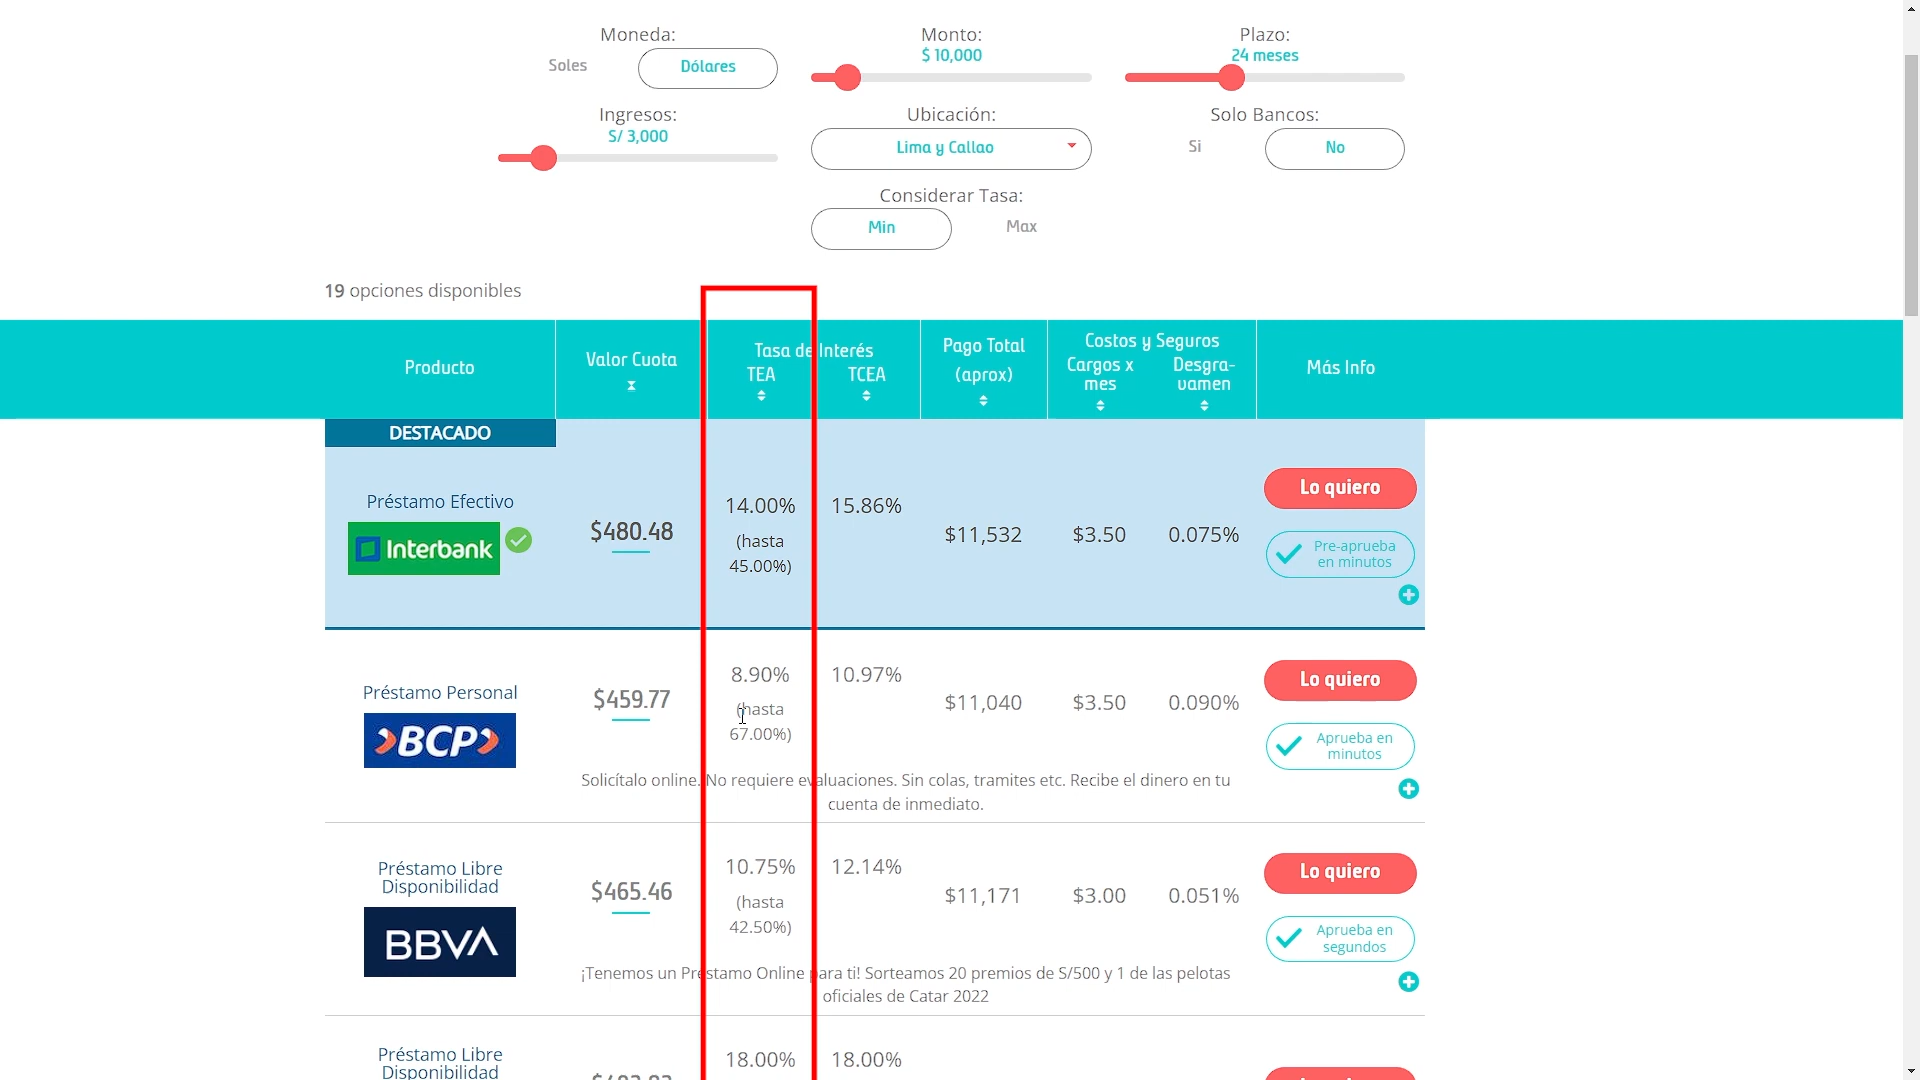 Moneda:
Soles
Dólares
Monto:
$ 10,000
Plazo:
24 meses
Ingresos:
S/ 3,000
Ubicación:
Lima y Callao
Solo Bancos:
Si
No
Considerar Tasa:
Min
Max
19 opciones disponibles
Producto
Valor Cuota
Tasa de Interés
TEA
TCEA
Pago Total
(aprox)
Costos y Seguros
Cargos x
mes
Desgra-
vamen
Más Info
DESTACADO
Préstamo Efectivo
Interbank
$480.48
14.00%
(hasta
45.00%)
15.86%
$11,532
$3.50
0.075%
Lo quiero
Pre-aprueba
en minutos
Préstamo Personal
BCP
$459.77
8.90%
(hasta
67.00%)
10.97%
$11,040
$3.50
0.090%
Lo quiero
Aprueba en
minutos
Solicítalo online. No requiere evaluaciones. Sin colas, tramites etc. Recibe el dinero en tu
cuenta de inmediato.
Préstamo Libre
Disponibilidad
BBVA
$465.46
10.75%
(hasta
42.50%)
12.14%
$11,171
$3.00
0.051%
Lo quiero
Aprueba en
segundos
¡Tenemos un Préstamo Online para ti! Sorteamos 20 premios de S/500 y 1 de las pelotas
oficiales de Catar 2022
Préstamo Libre
Disponibilidad
18.00%
18.00%